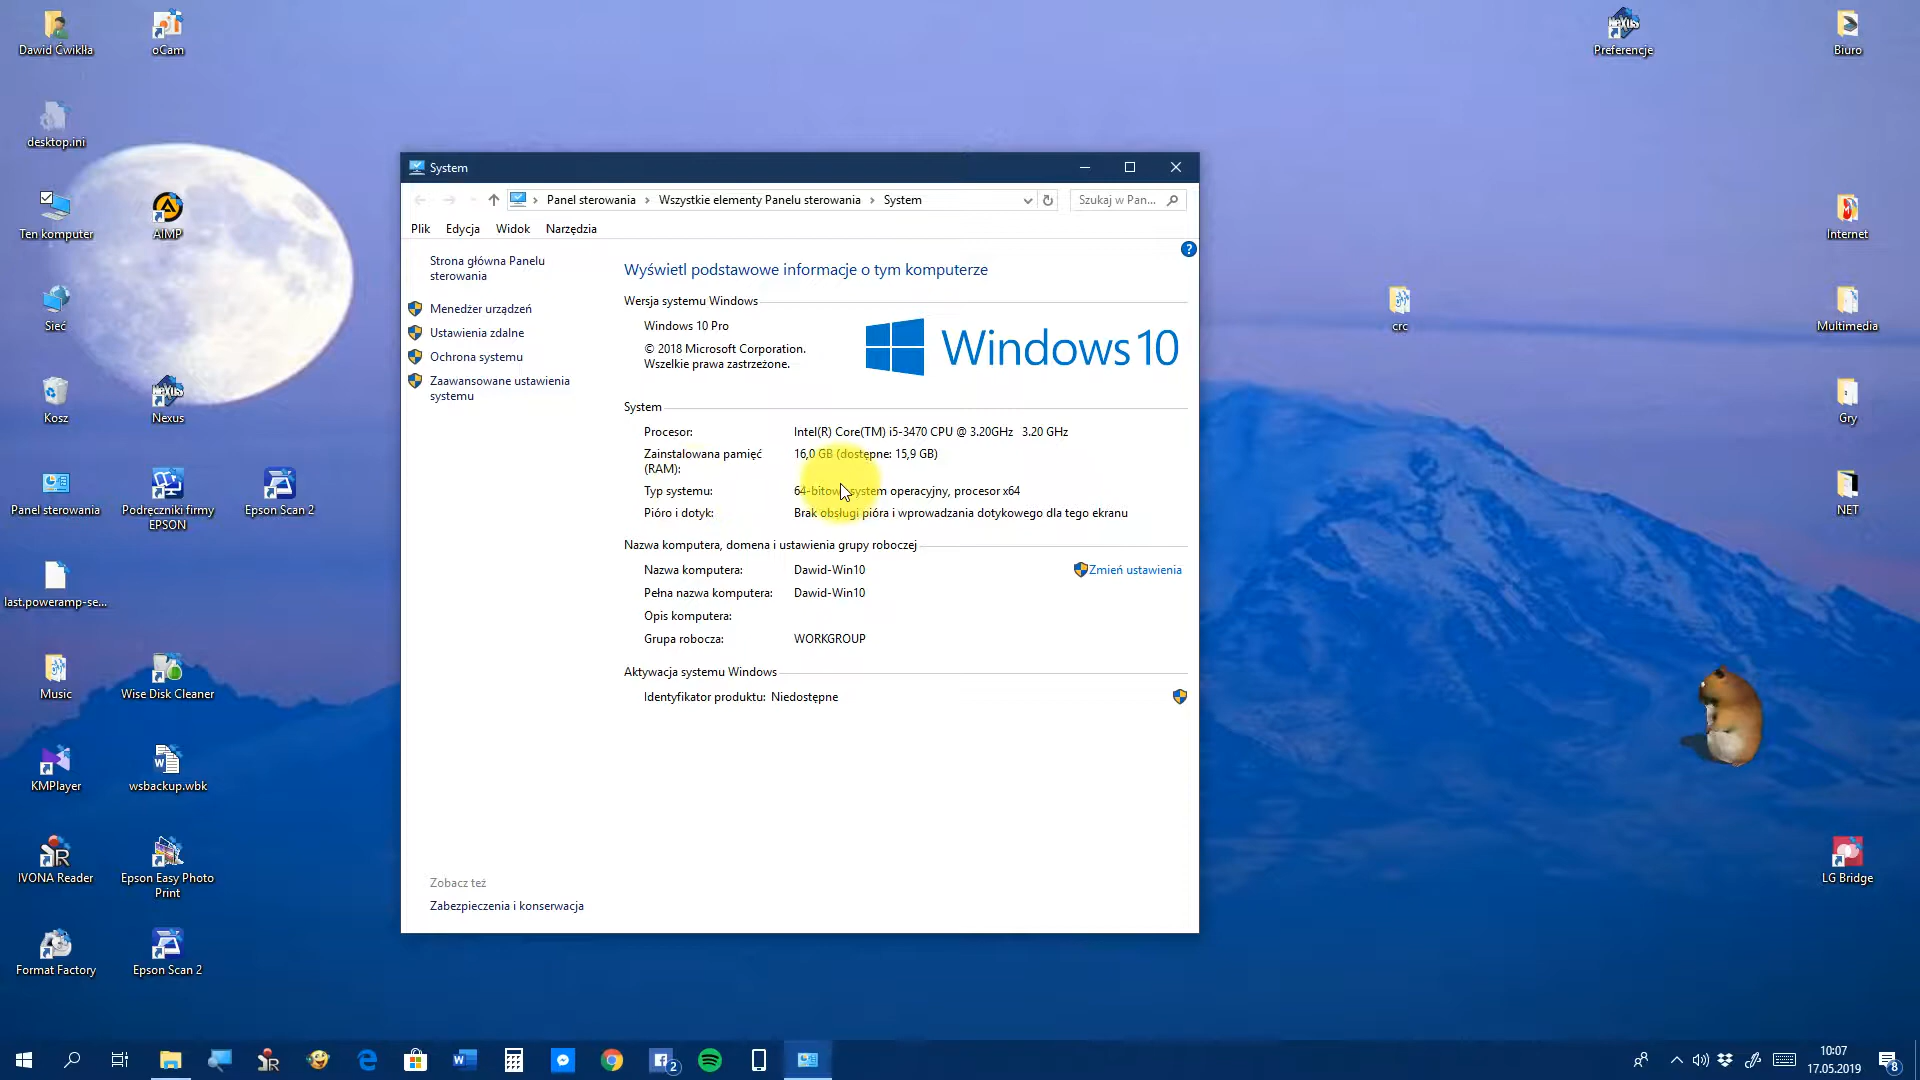 Dawid Ćwikłła
oCam
Preferencje
Biuro
desktop.ini
System
Panel sterowania
Wszystkie elementy Panelu sterowania
System
Szukaj w Pan...
Ten komputer
AIMP
Internet
Plik
Edycja
Widok
Narzędzia
Strona główna Panelu
sterowania
Menedżer urządzeń
Ustawienia zdalne
Ochrona systemu
Zaawansowane ustawienia
systemu
Wyświetl podstawowe informacje o tym komputerze
Wersja systemu Windows
Windows 10 Pro
© 2018 Microsoft Corporation.
Wszelkie prawa zastrzeżone.
Windows 10
System
Procesor:
Intel(R) Core(TM) i5-3470 CPU @ 3.20GHz 3.20 GHz
Zainstalowana pamięć
(RAM):
16,0 GB (dostępne: 15,9 GB)
Typ systemu:
64-bitowy system operacyjny, procesor x64
Pióro i dotyk:
Brak obsługi pióra i wprowadzania dotykowego dla tego ekranu
Nazwa komputera, domena i ustawienia grupy roboczej
Nazwa komputera:
Dawid-Win10
Zmień ustawienia
Pełna nazwa komputera:
Dawid-Win10
Opis komputera:
Grupa robocza:
WORKGROUP
Aktywacja systemu Windows
Identyfikator produktu: Niedostępne
Zobacz też
Zabezpieczenia i konserwacja
Sieć
crc
Multimedia
Kosz
Nexus
Gry
Panel sterowania
Podręczniki firmy
EPSON
Epson Scan 2
NET
last.poweramp-se...
Music
Wise Disk Cleaner
KMPlayer
wsbackup.wbk
IVONA Reader
Epson Easy Photo
Print
LG Bridge
Format Factory
Epson Scan 2
2
10:07
17.05.2019
8